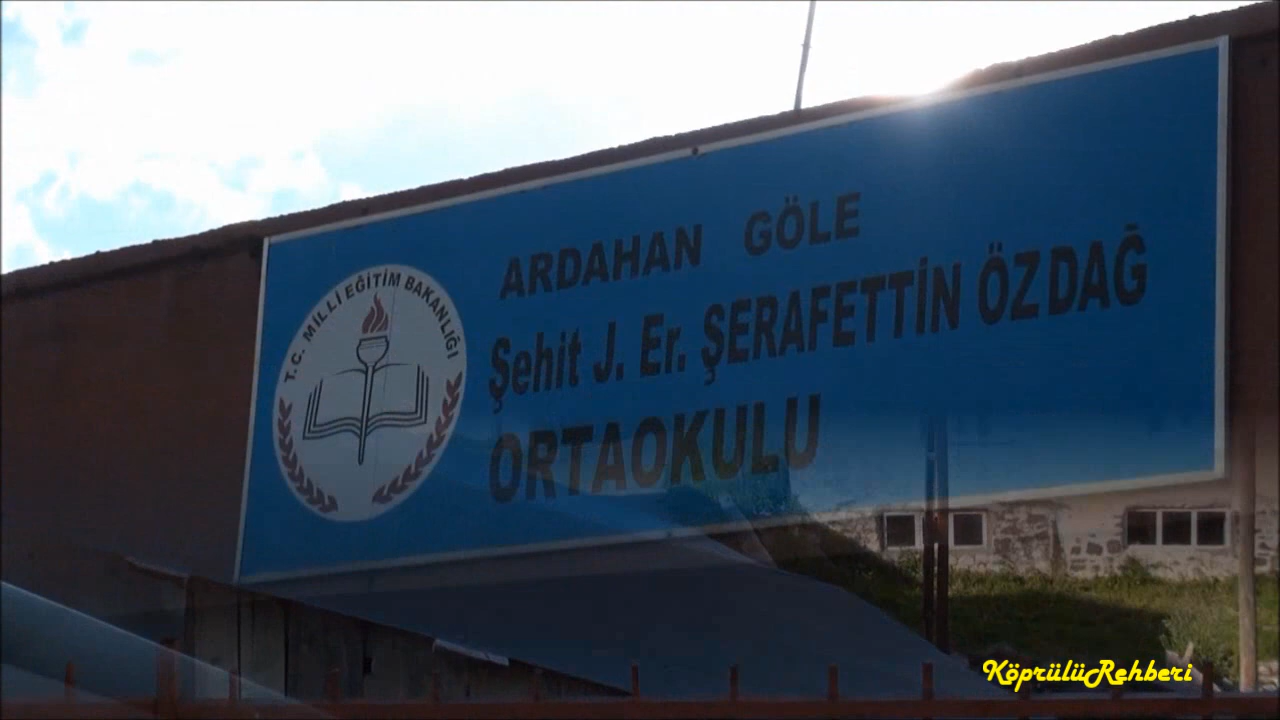 T.C. MİLLİ EĞİTİM BAKANLIĞI
ARDAHAN GÖLE
Şehit J. Er. ŞERAFETTİN ÖZDAĞ
ORTAOKULU
KöprülüRehberi